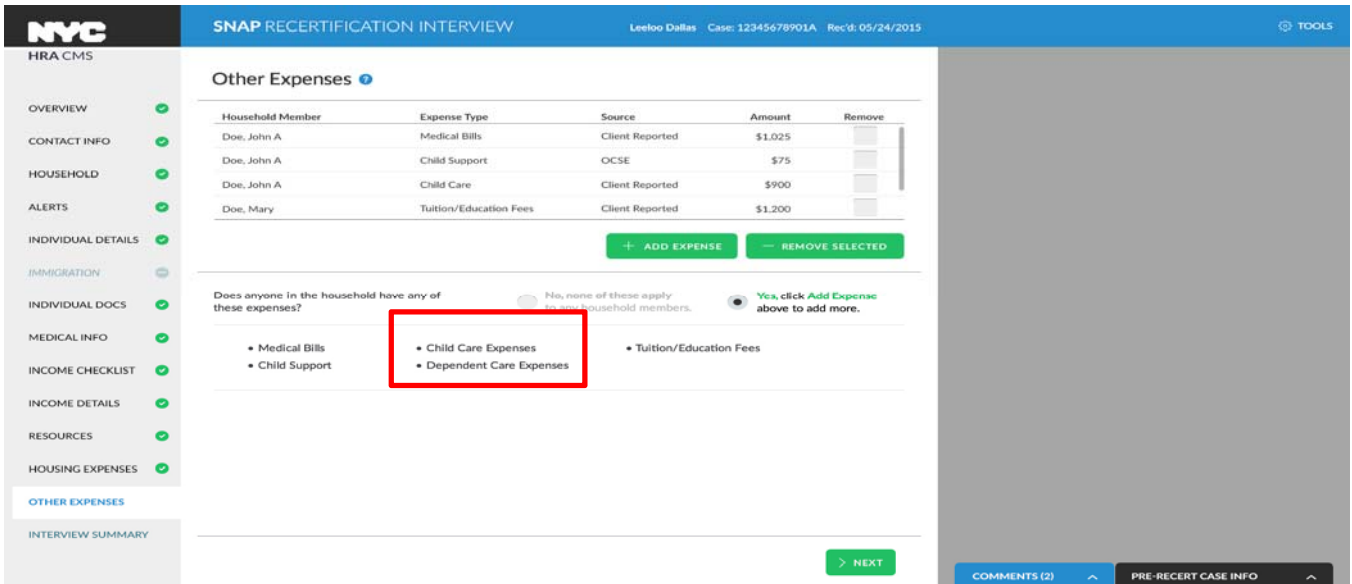 NYC
HRA CMS
SNAP RECERTIFICATION INTERVIEW
Leeloo Dallas Case: 12345678901A Rec'd: 05/24/2015
TOOLS
OVERVIEW
CONTACT INFO
HOUSEHOLD
ALERTS
INDIVIDUAL DETAILS
IMMIGRATION
INDIVIDUAL DOCS
MEDICAL INFO
INCOME CHECKLIST
INCOME DETAILS
RESOURCES
HOUSING EXPENSES
OTHER EXPENSES
INTERVIEW SUMMARY
Other Expenses ?
Household Member Expense Type Source Amount Remove
Doe, John A Medical Bills Client Reported $1,025
Doe, John A Child Support OCSE $75
Doe, John A Child Care Client Reported $900
Doe, Mary Tuition/Education Fees Client Reported $1,200
+ ADD EXPENSE
— REMOVE SELECTED
Does anyone in the household have any of
these expenses?
No, none of these apply
to any household members.
Yes, click Add Expense
above to add more.
• Medical Bills
• Child Support
• Child Care Expenses
• Dependent Care Expenses
• Tuition/Education Fees
> NEXT
COMMENTS (2)
PRE-RECERT CASE INFO